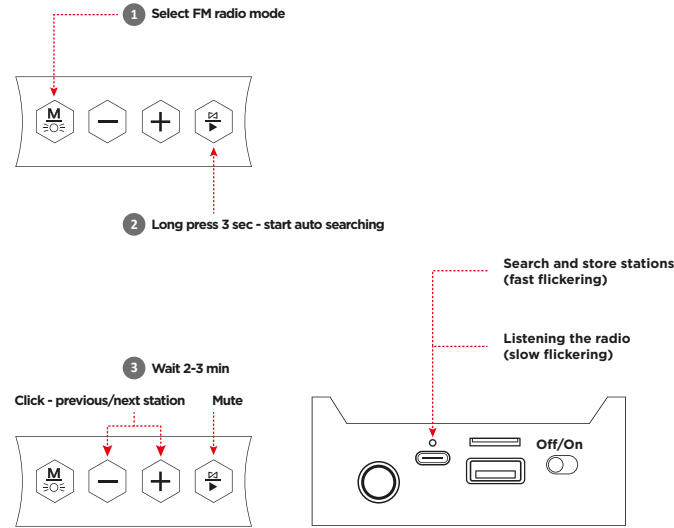 1 Select FM radio mode
M
2 Long press 3 sec - start auto searching
Search and store stations
(fast flickering)
Listening the radio
(slow flickering)
3 Wait 2-3 min
Click - previous/next station
Mute
M
Off/On